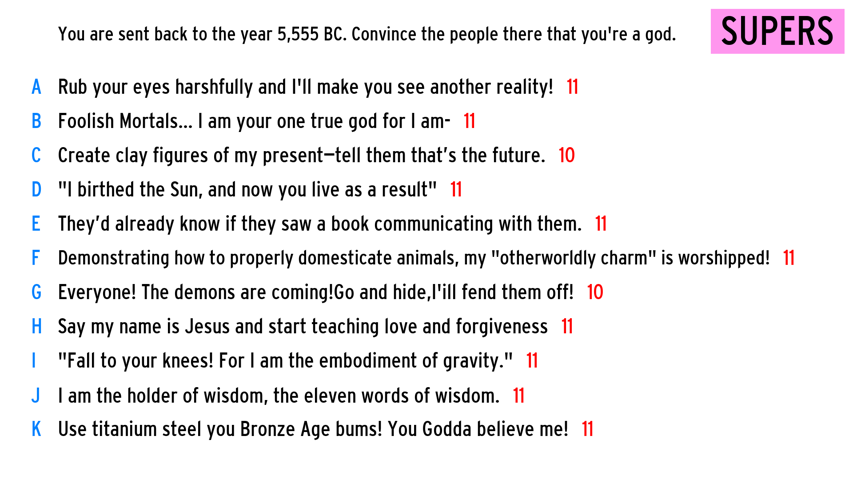 You are sent back to the year 5,555 BC. Convince the people there that you're a god.
SUPERS
A Rub your eyes harshfully and I'll make you see another reality! 11
B Foolish Mortals... I am your one true god for I am- 11
C Create clay figures of my present—tell them that's the future. 10
D "I birthed the Sun, and now you live as a result" 11
E They’d already know if they saw a book communicating with them. 11
F Demonstrating how to properly domesticate animals, my "otherworldly charm" is worshipped! 11
G Everyone! The demons are coming!Go and hide,I'ill fend them off! 10
H Say my name is Jesus and start teaching love and forgiveness 11
I "Fall to your knees! For I am the embodiment of gravity." 11
J I am the holder of wisdom, the eleven words of wisdom. 11
K Use titanium steel you Bronze Age bums! You Godda believe me! 11